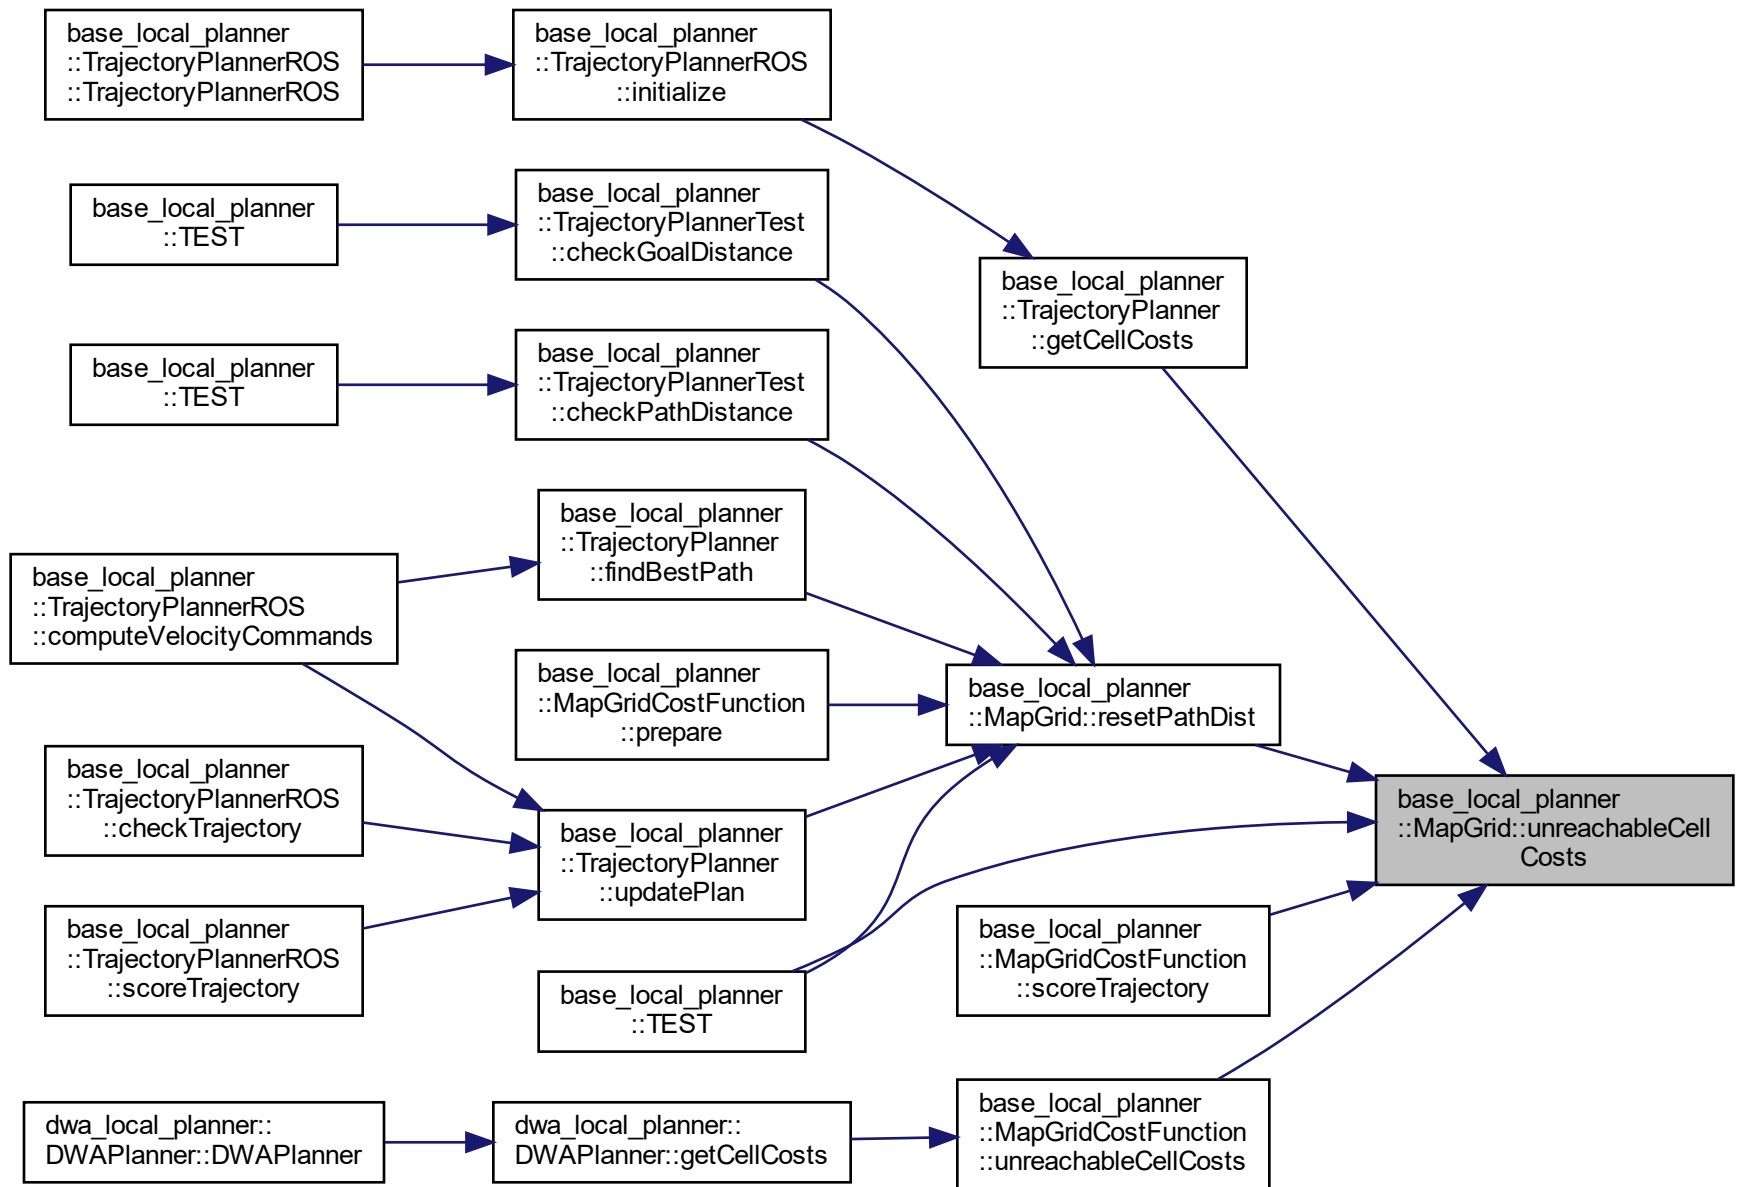 base_local_planner
::TrajectoryPlannerROS
::TrajectoryPlannerROS
base_local_planner
::TrajectoryPlannerROS
::initialize
base_local_planner
::TEST
base_local_planner
::TrajectoryPlannerTest
::checkGoalDistance
base_local_planner
::TrajectoryPlanner
::getCellCosts
base_local_planner
::TEST
base_local_planner
::TrajectoryPlannerTest
::checkPathDistance
base_local_planner
::TrajectoryPlanner
::findBestPath
base_local_planner
::TrajectoryPlannerROS
::computeVelocityCommands
base_local_planner
::MapGridCostFunction
::prepare
base_local_planner
::MapGrid::resetPathDist
base_local_planner
::TrajectoryPlannerROS
::checkTrajectory
base_local_planner
::TrajectoryPlanner
::updatePlan
base_local_planner
::MapGrid::unreachableCell
Costs
base_local_planner
::TrajectoryPlannerROS
::scoreTrajectory
base_local_planner
::TEST
base_local_planner
::MapGridCostFunction
::scoreTrajectory
dwa_local_planner::
DWAPlanner::DWAPlanner
dwa_local_planner::
DWAPlanner::getCellCosts
base_local_planner
::MapGridCostFunction
::unreachableCellCosts